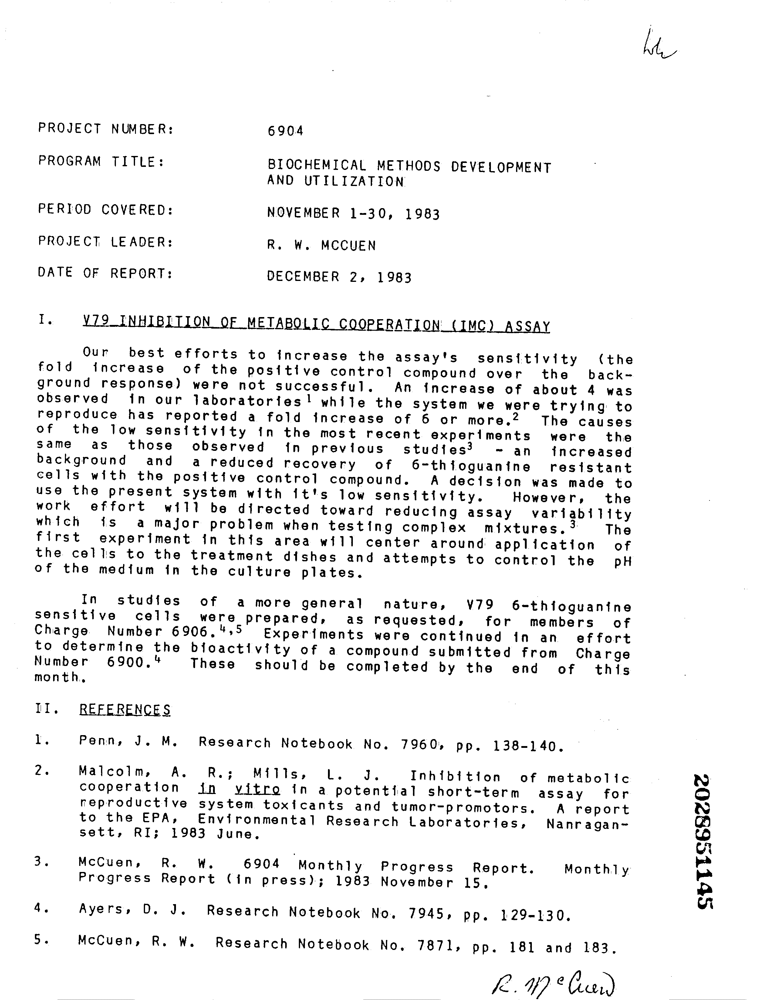 PROJECT NUMBER: 6904
PROGRAM TITLE: BIOCHEMICAL METHODS DEVELOPMENT
AND UTILIZATION
PERIOD COVERED: NOVEMBER 1-30, 1983
PROJECT LEADER: R. W. MCCUEN
DATE OF REPORT: DECEMBER 2, 1983
I. V79 INHIBITION OF METABOLIC COOPERATION (IMC) ASSAY
Our best efforts to increase the assay's sensitivity (the
fold increase of the positive control compound over the back-
ground response) were not successful. An increase of about 4 was
observed in our laboratories¹ while the system we were trying to
reproduce has reported a fold increase of 6 or more.² The causes
of the low sensitivity in the most recent experiments were the
same as those observed in previous studies³ - an increased
background and a reduced recovery of 6-thioguanine resistant
cells with the positive control compound. A decision was made to
use the present system with it's low sensitivity. However, the
work effort will be directed toward reducing assay variability
which is a major problem when testing complex mixtures.³ The
first experiment in this area will center around application of
the cells to the treatment dishes and attempts to control the pH
of the medium in the culture plates.
In studies of a more general nature, V79 6-thioguanine
sensitive cells were prepared, as requested, for members of
Charge Number 6906.⁴,⁵ Experiments were continued in an effort
to determine the bioactivity of a compound submitted from Charge
Number 6900.⁴ These should be completed by the end of this
month.
II. REFERENCES
1. Penn, J. M. Research Notebook No. 7960, pp. 138-140.
2. Malcolm, A. R.; Mills, L. J. Inhibition of metabolic
cooperation in vitro in a potential short-term assay for
reproductive system toxicants and tumor-promotors. A report
to the EPA, Environmental Research Laboratories, Nanragan-
sett, RI; 1983 June.
3. McCuen, R. W. 6904 Monthly Progress Report. Monthly
Progress Report (in press); 1983 November 15.
4. Ayers, D. J. Research Notebook No. 7945, pp. 129-130.
5. McCuen, R. W. Research Notebook No. 7871, pp. 181 and 183.
R. McCuen
2028951145